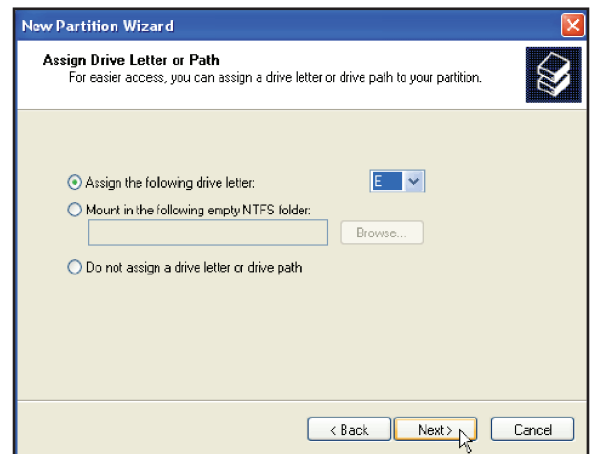 New Partition Wizard
Assign Drive Letter or Path
For easier access, you can assign a drive letter or drive path to your partition.
Assign the following drive letter:
E
Mount in the following empty NTFS folder:
Browse...
Do not assign a drive letter or drive path
< Back
Next >
Cancel